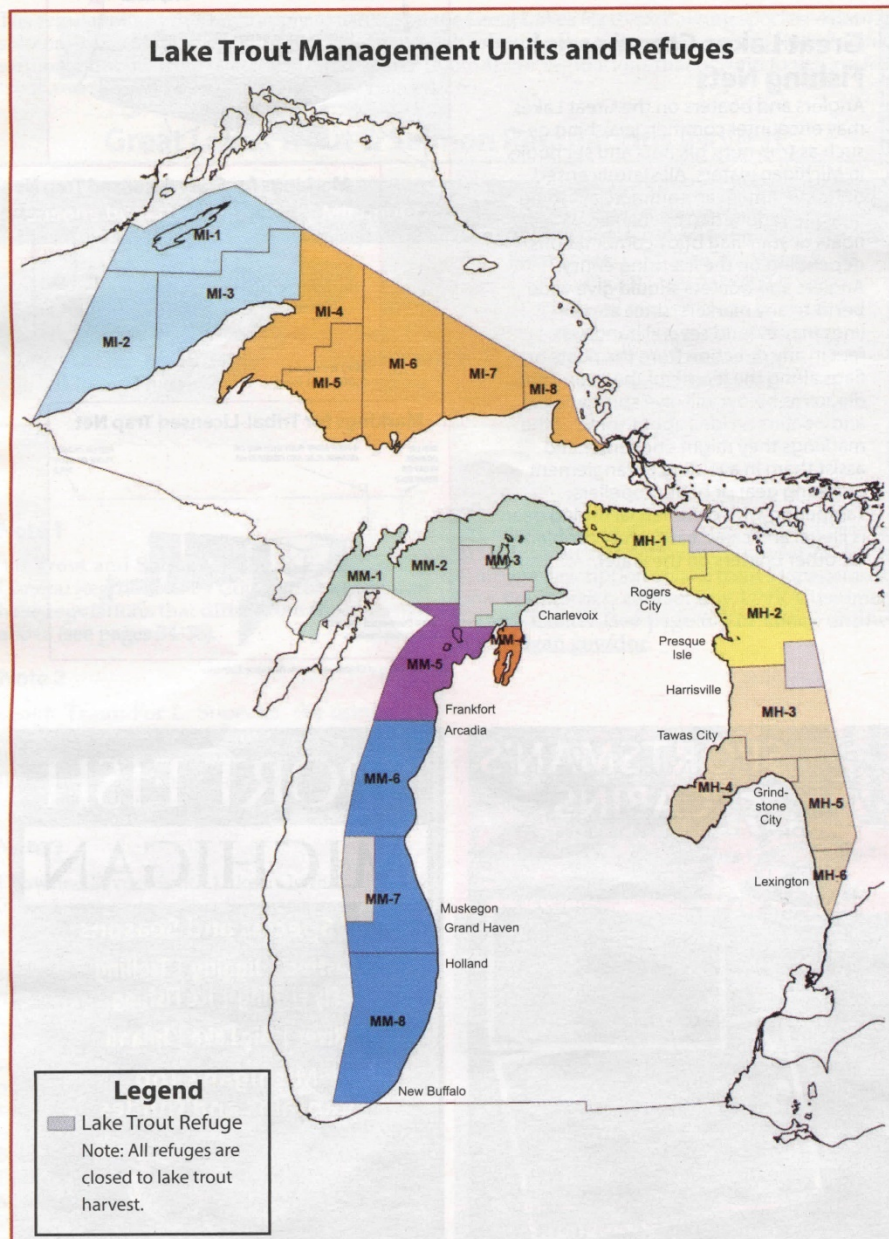 Lake Trout Management Units and Refuges
MI-1
MI-3
MI-2
MI-4
MI-5
MI-6
MI-7
MI-8
MM-1
MM-2
MM-3
MH-1
Rogers
City
Charlevoix
MM-4
MH-2
MM-5
Presque
Isle
Harrisville
Frankfort
Arcadia
MH-3
Tawas City
MM-6
MH-4
MH-5
Grind-
stone
City
MH-6
Lexington
MM-7
Muskegon
Grand Haven
Holland
MM-8
New Buffalo
Legend
Lake Trout Refuge
Note: All refuges are
closed to lake trout
harvest.